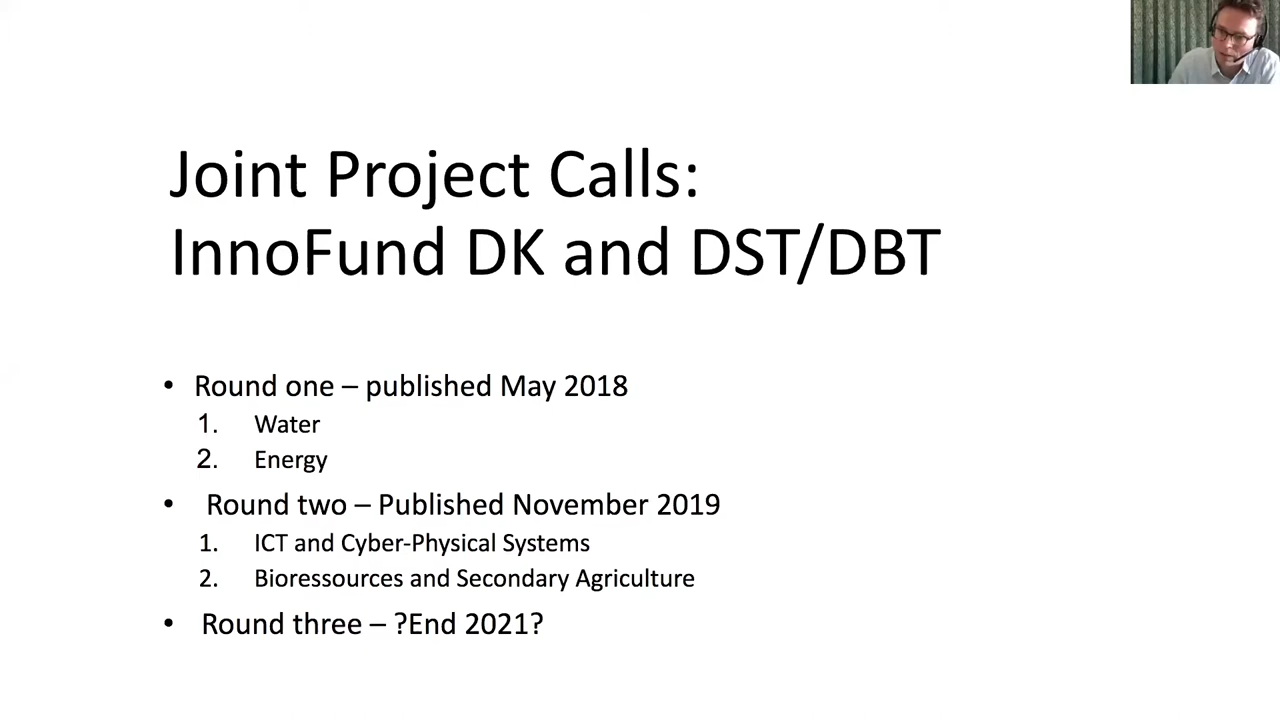 Joint Project Calls:
InnoFund DK and DST/DBT
• Round one – published May 2018
1. Water
2. Energy
• Round two – Published November 2019
1. ICT and Cyber-Physical Systems
2. Bioressources and Secondary Agriculture
• Round three – ?End 2021?